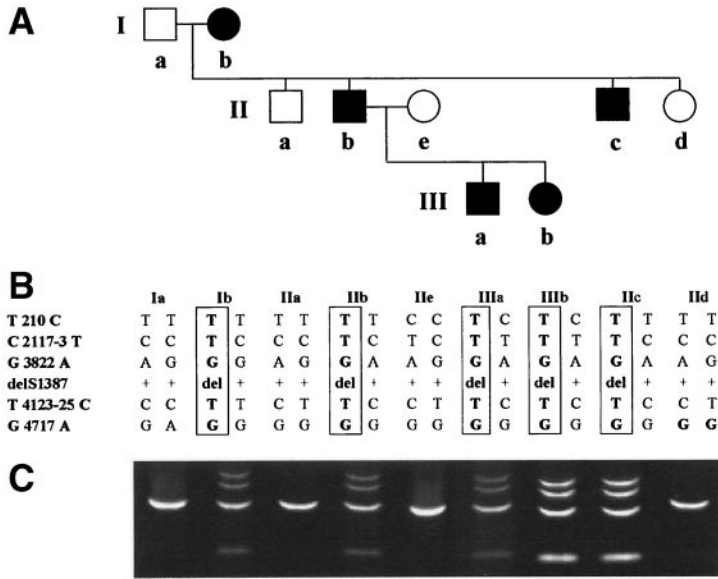 A
I
a b
II
a b e c d
III
a b
B
Ia Ib IIa IIb IIe IIIa IIIb IIc IId
T 210 C T T T T T T T T C C T C T C T T T T
C 2117-3 T C C T C C C T C T C T T T T T C C C
G 3822 A A G G G A G G A A G G A G A G A A G
delS1387 + + del + + + del + + + del + del + del + + +
T 4123-25 C C C T T C T T C C T T C T C T C C T
G 4717 A G A G G G G G G G G G G G G G G G G
C